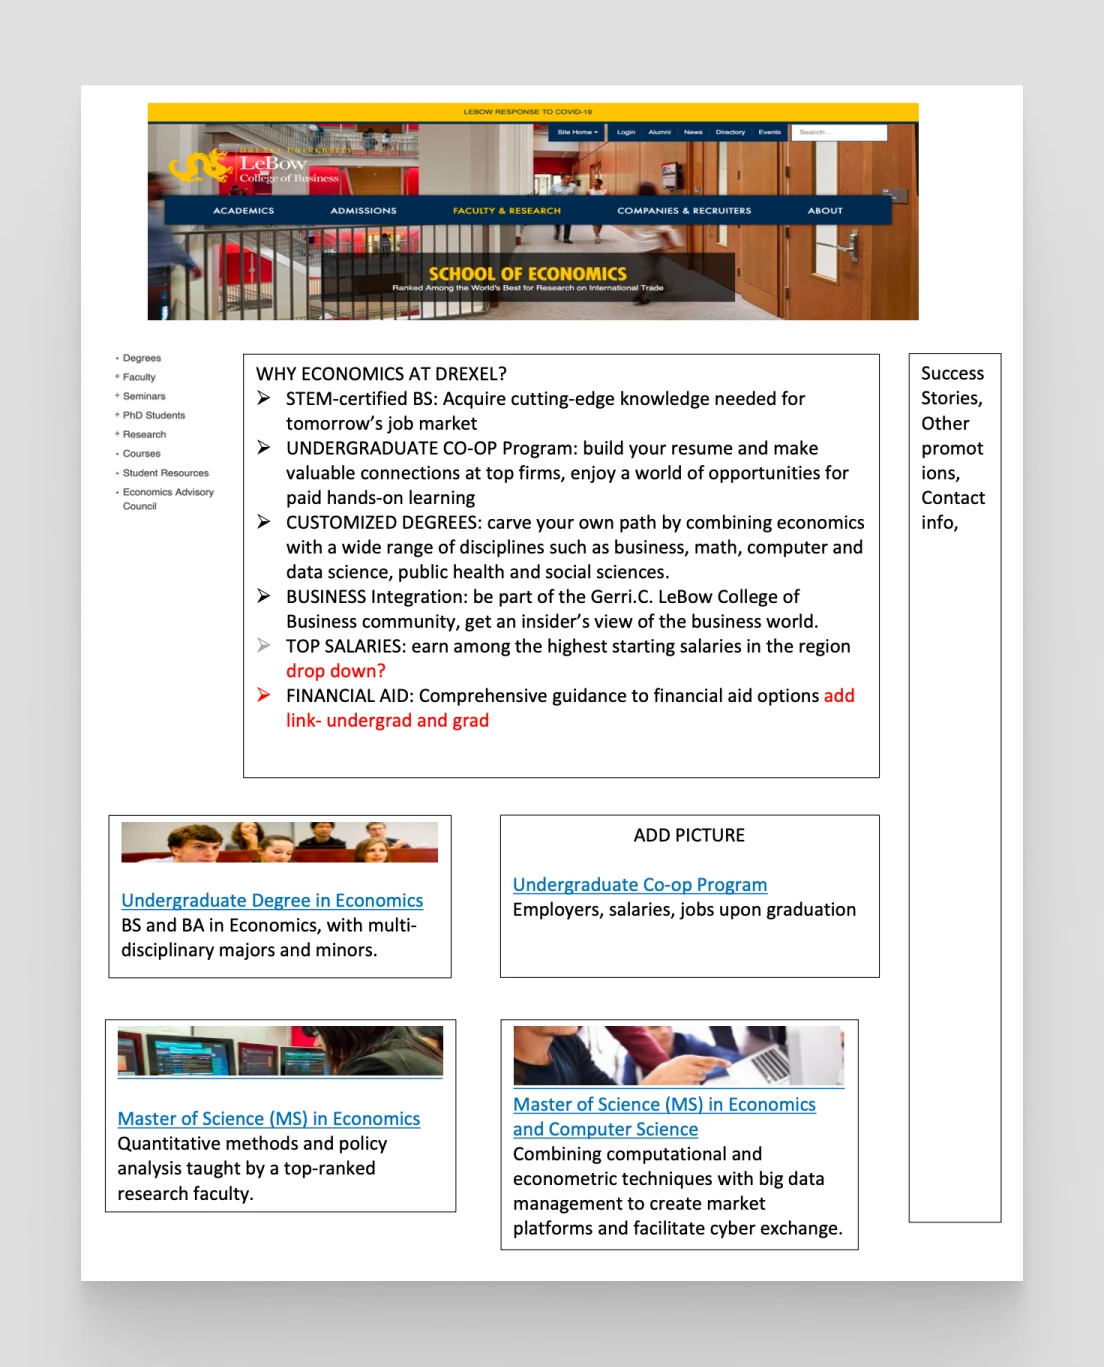 LEBOW RESPONSE TO COVID-19
Site Home Login Alumni News Directory Events Search...
DREXEL UNIVERSITY
LeBow
College of Business
ACADEMICS ADMISSIONS FACULTY & RESEARCH COMPANIES & RECRUITERS ABOUT
SCHOOL OF ECONOMICS
Ranked Among the World's Best for Research on International Trade
• Degrees
+ Faculty
+ Seminars
+ PhD Students
+ Research
• Courses
• Student Resources
• Economics Advisory
Council
WHY ECONOMICS AT DREXEL?
➢ STEM-certified BS: Acquire cutting-edge knowledge needed for
tomorrow's job market
➢ UNDERGRADUATE CO-OP Program: build your resume and make
valuable connections at top firms, enjoy a world of opportunities for
paid hands-on learning
➢ CUSTOMIZED DEGREES: carve your own path by combining economics
with a wide range of disciplines such as business, math, computer and
data science, public health and social sciences.
➢ BUSINESS Integration: be part of the Gerri.C. LeBow College of
Business community, get an insider's view of the business world.
➢ TOP SALARIES: earn among the highest starting salaries in the region
drop down?
➢ FINANCIAL AID: Comprehensive guidance to financial aid options add
link- undergrad and grad
Success
Stories,
Other
promot
ions,
Contact
info,
Undergraduate Degree in Economics
BS and BA in Economics, with multi-
disciplinary majors and minors.
ADD PICTURE
Undergraduate Co-op Program
Employers, salaries, jobs upon graduation
Master of Science (MS) in Economics
Quantitative methods and policy
analysis taught by a top-ranked
research faculty.
Master of Science (MS) in Economics
and Computer Science
Combining computational and
econometric techniques with big data
management to create market
platforms and facilitate cyber exchange.